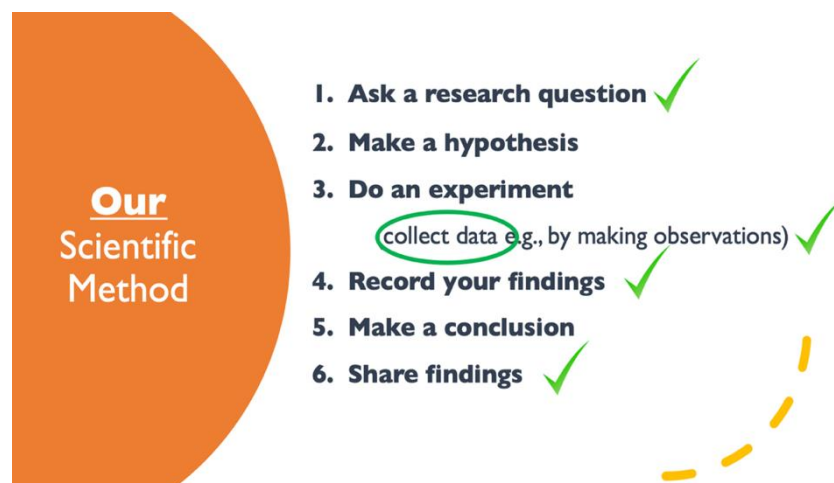 Our
Scientific
Method
1. Ask a research question
2. Make a hypothesis
3. Do an experiment
collect data e.g., by making observations)
4. Record your findings
5. Make a conclusion
6. Share findings